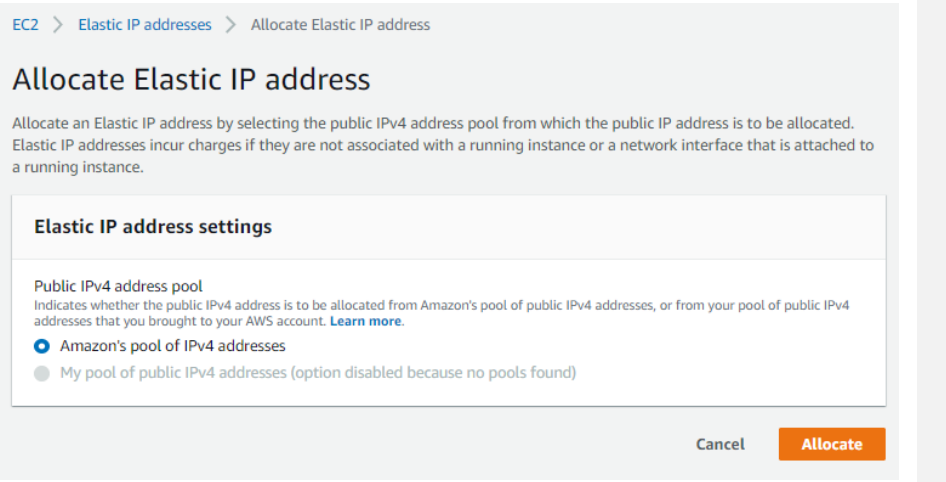 EC2 > Elastic IP addresses > Allocate Elastic IP address
Allocate Elastic IP address
Allocate an Elastic IP address by selecting the public IPv4 address pool from which the public IP address is to be allocated.
Elastic IP addresses incur charges if they are not associated with a running instance or a network interface that is attached to
a running instance.
Elastic IP address settings
Public IPv4 address pool
Indicates whether the public IPv4 address is to be allocated from Amazon's pool of public IPv4 addresses, or from your pool of public IPv4
addresses that you brought to your AWS account. Learn more.
Amazon's pool of IPv4 addresses
My pool of public IPv4 addresses (option disabled because no pools found)
Cancel Allocate